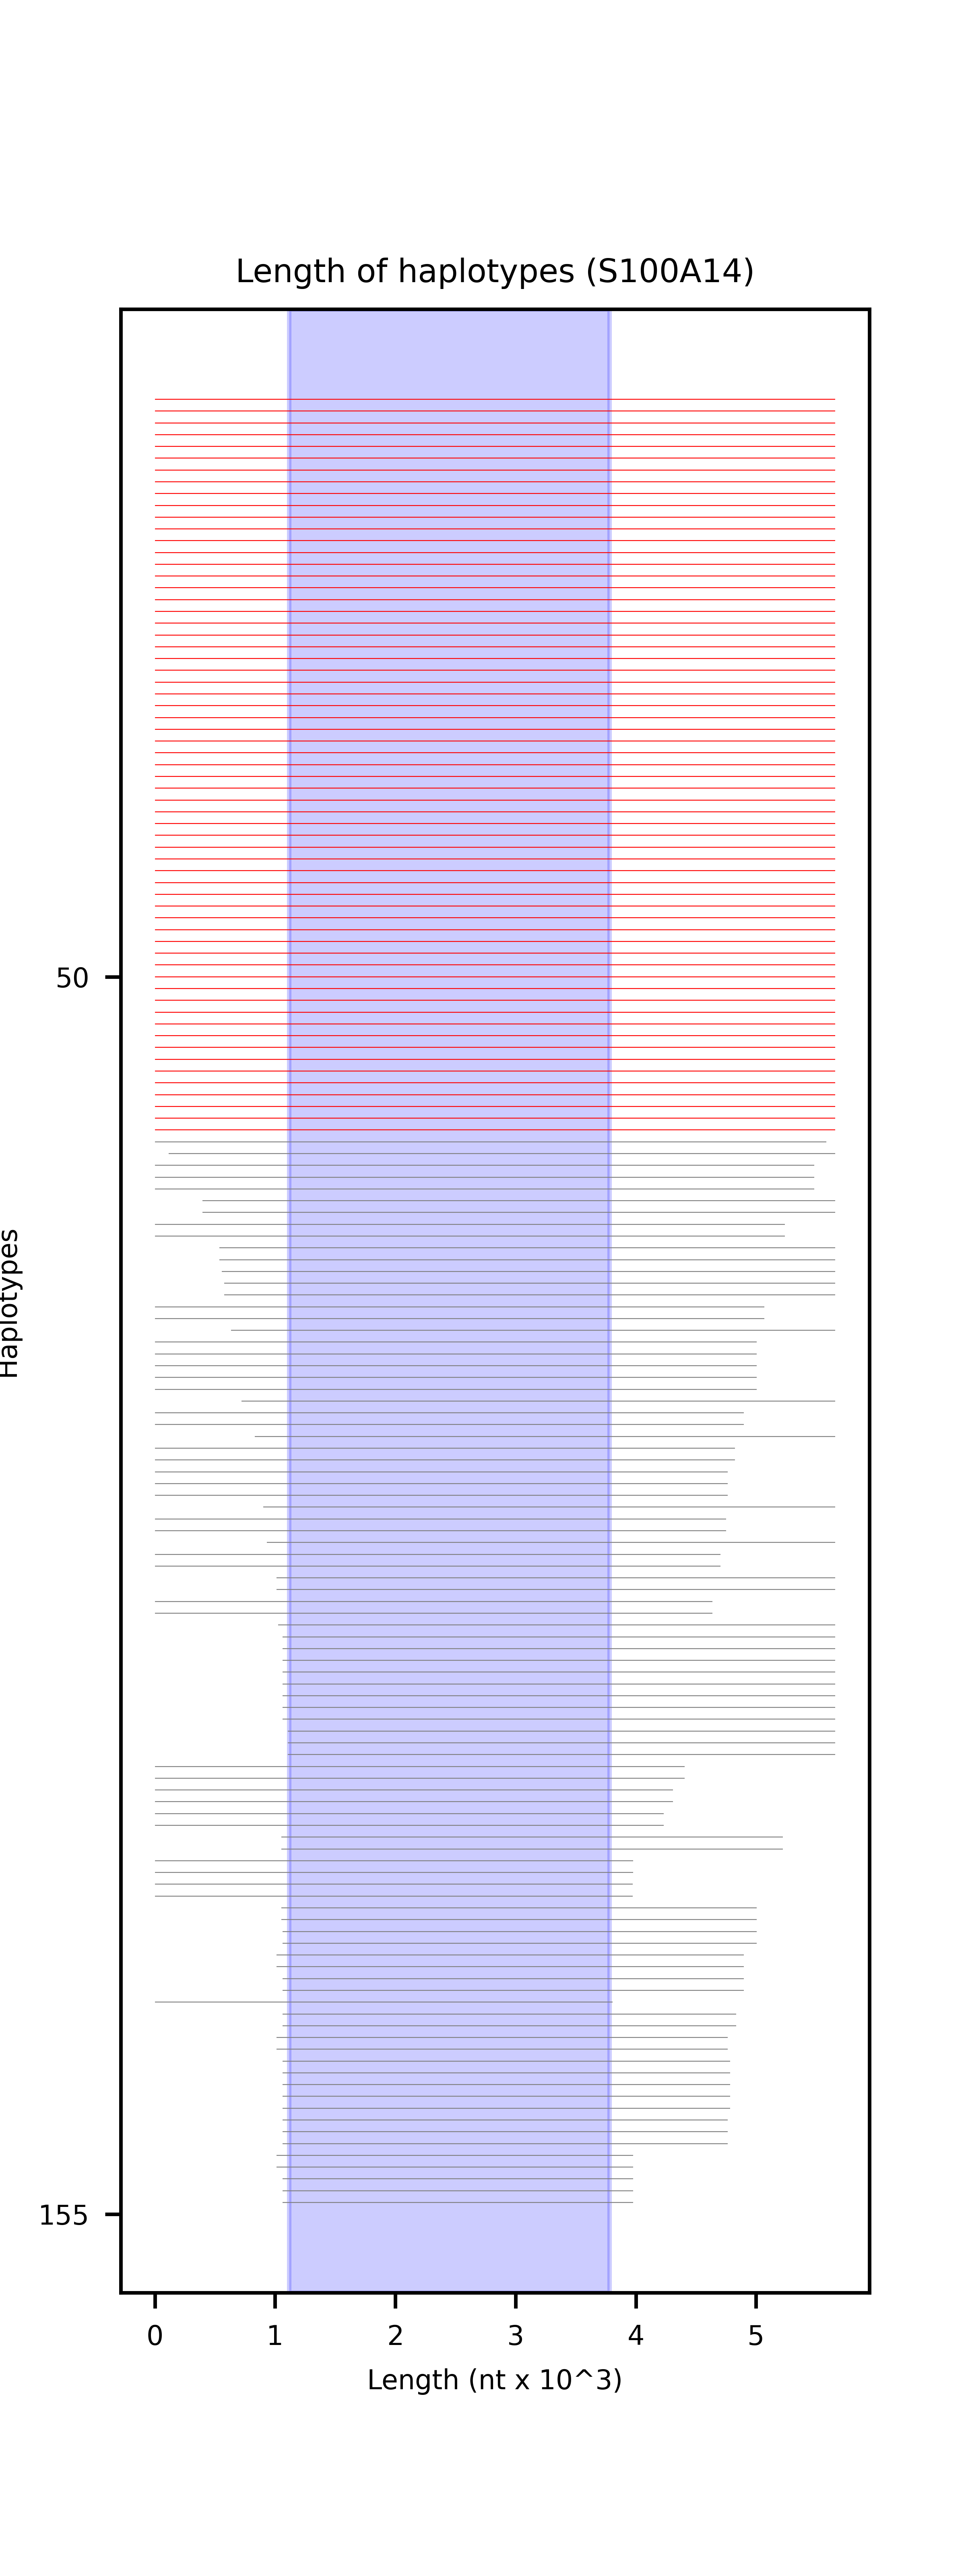 Length of haplotypes (S100A14)
50
Haplotypes
155
0 1 2 3 4 5
Length (nt x 10^3)